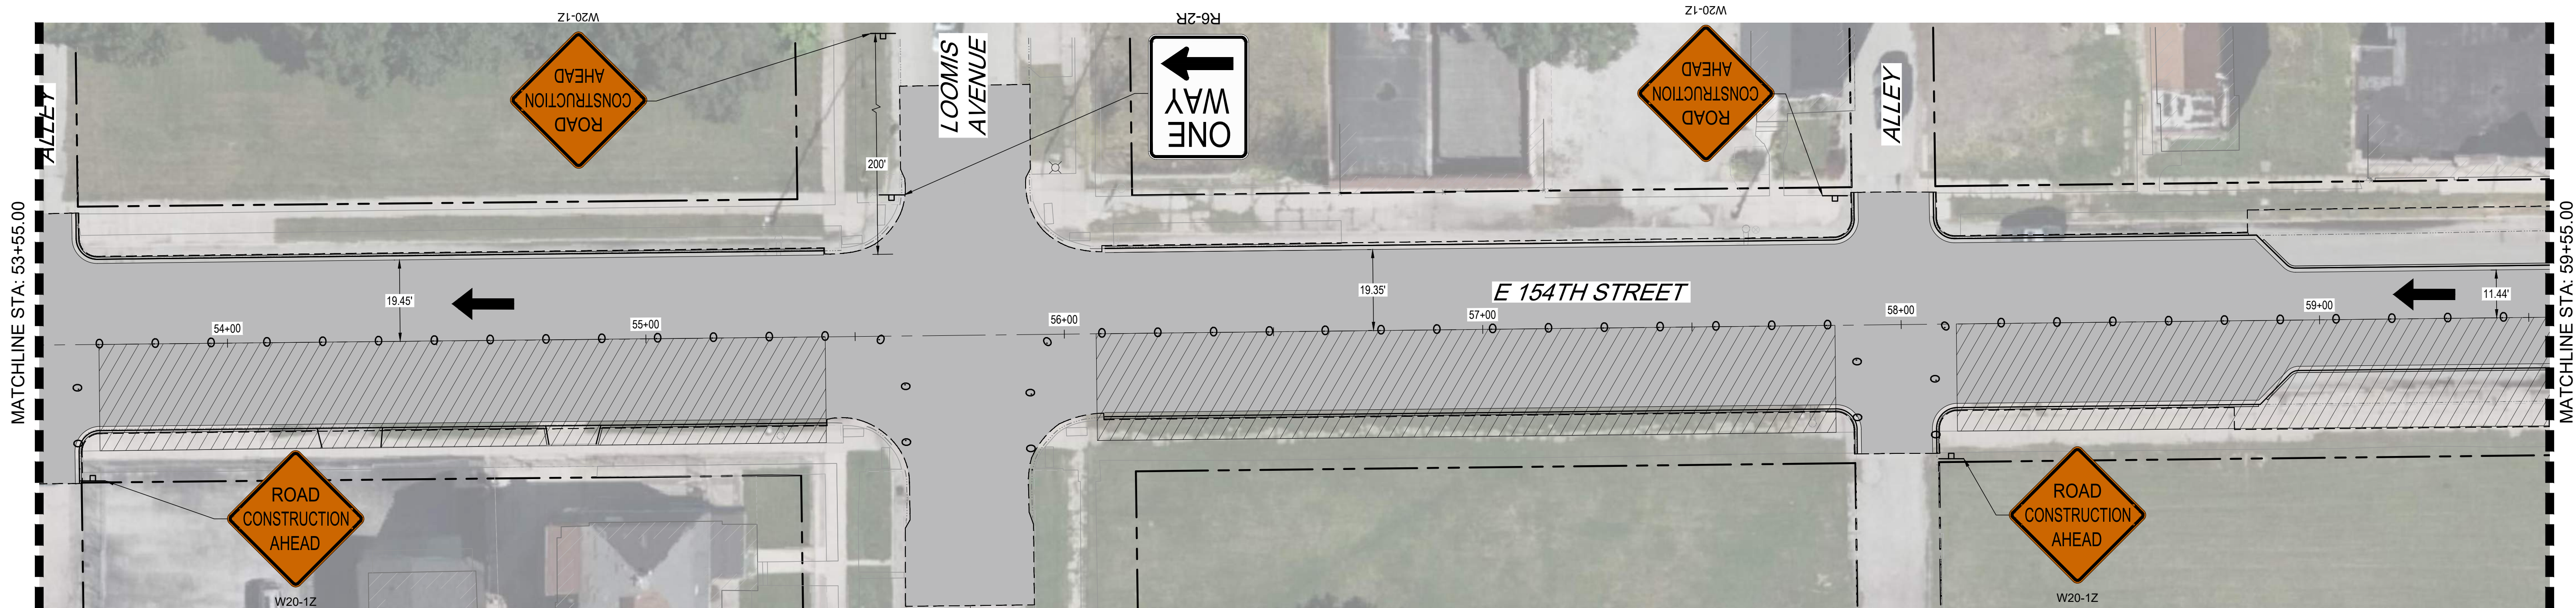 W20-1Z
ROAD
CONSTRUCTION
AHEAD
LOOMIS
AVENUE
R6-2R
ONE
WAY
W20-1Z
ROAD
CONSTRUCTION
AHEAD
ALLEY
ALLEY
200'
MATCHLINE STA: 53+55.00
MATCHLINE STA: 59+55.00
19.45'
19.35'
E 154TH STREET
11.44'
54+00
55+00
56+00
57+00
58+00
59+00
ROAD
CONSTRUCTION
AHEAD
W20-1Z
ROAD
CONSTRUCTION
AHEAD
W20-1Z